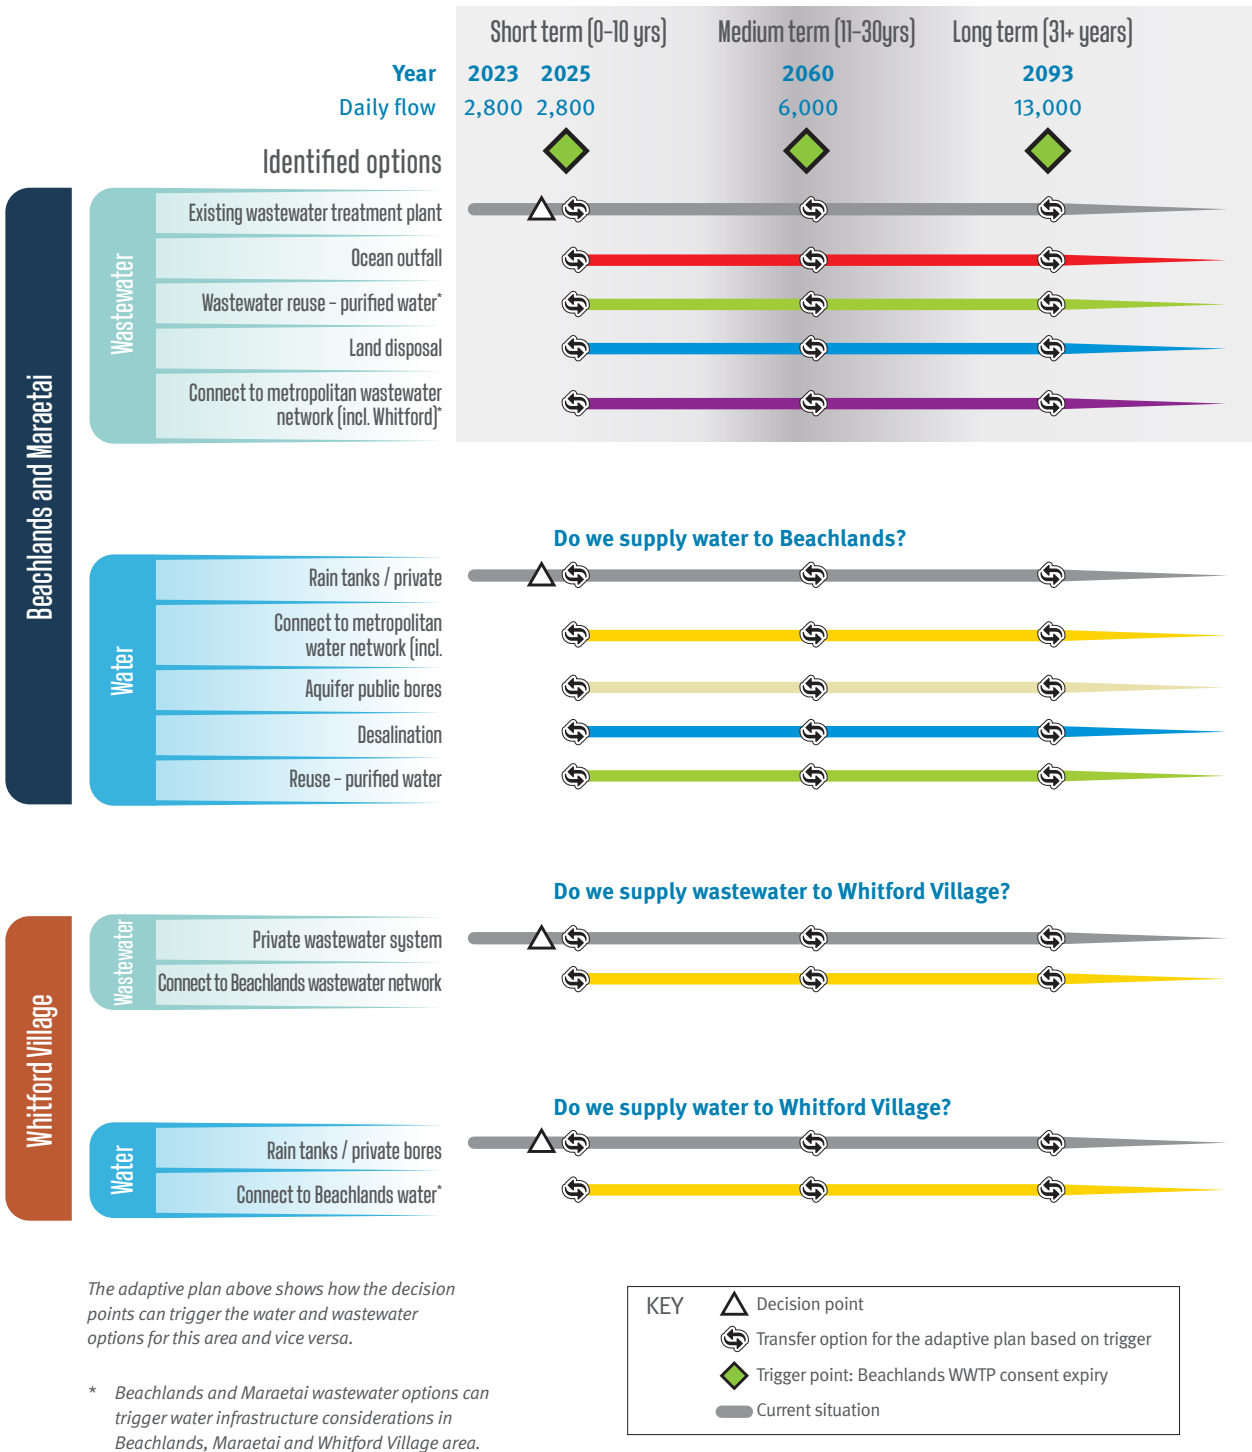 Short term (0–10 yrs) Medium term (11–30yrs) Long term (31+ years)
Year 2023 2025 2060 2093
Daily flow 2,800 2,800 6,000 13,000
Identified options
Beachlands and Maraetai
Wastewater
Existing wastewater treatment plant
Ocean outfall
Wastewater reuse – purified water*
Land disposal
Connect to metropolitan wastewater
network (incl. Whitford)*
Do we supply water to Beachlands?
Water
Rain tanks / private
Connect to metropolitan
water network (incl.
Aquifer public bores
Desalination
Reuse – purified water
Do we supply wastewater to Whitford Village?
Whitford Village
Wastewater
Private wastewater system
Connect to Beachlands wastewater network
Do we supply water to Whitford Village?
Water
Rain tanks / private bores
Connect to Beachlands water*
The adaptive plan above shows how the decision
points can trigger the water and wastewater
options for this area and vice versa.
* Beachlands and Maraetai wastewater options can
trigger water infrastructure considerations in
Beachlands, Maraetai and Whitford Village area.
KEY
Decision point
Transfer option for the adaptive plan based on trigger
Trigger point: Beachlands WWTP consent expiry
Current situation